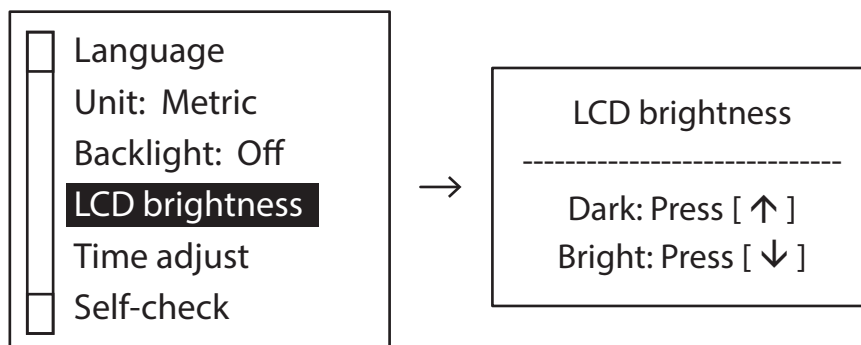 Language
Unit: Metric
Backlight: Off
LCD brightness
Time adjust
Self-check
→
LCD brightness
------------------------------
Dark: Press [ ↑ ]
Bright: Press [ ↓ ]